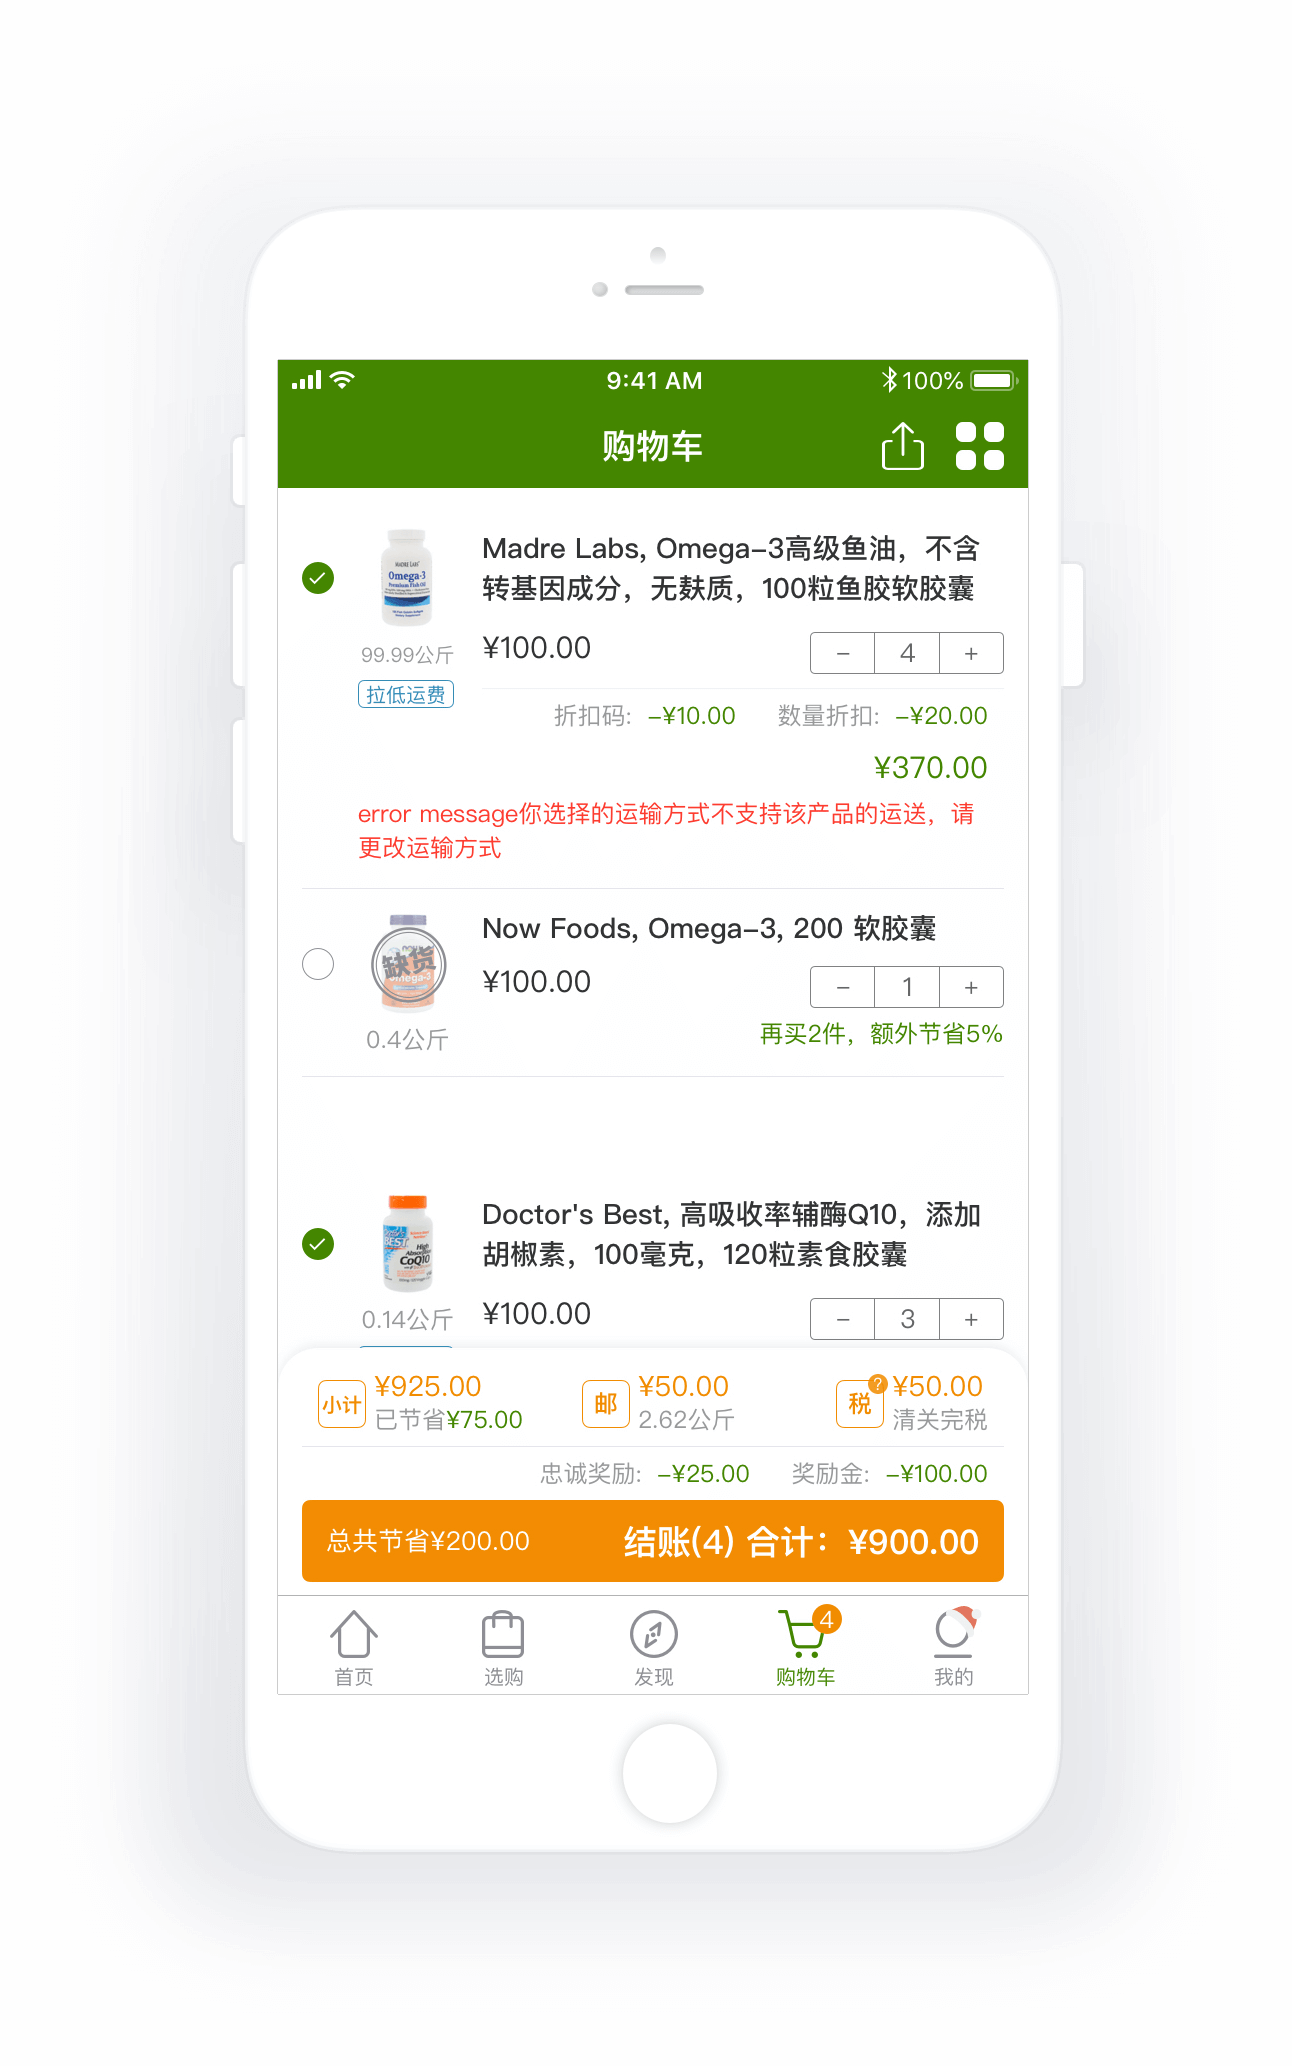 9:41 AM
100%
购物车
Madre Labs, Omega-3高级鱼油，不含
转基因成分，无麸质，100粒鱼胶软胶囊
MADRE LABS
Omega-3
Premium Fish Oil
99.99公斤
¥100.00
− 4 +
拉低运费
折扣码: -¥10.00 数量折扣: -¥20.00
¥370.00
error message你选择的运输方式不支持该产品的运送，请
更改运输方式
Now Foods, Omega-3, 200 软胶囊
缺货
¥100.00
− 1 +
0.4公斤
再买2件，额外节省5%
Doctor's Best, 高吸收率辅酶Q10，添加
胡椒素，100毫克，120粒素食胶囊
BEST
High
Absorption
CoQ10
0.14公斤
¥100.00
− 3 +
小计 ¥925.00
已节省¥75.00
邮 ¥50.00
2.62公斤
税 ? ¥50.00
清关完税
忠诚奖励: -¥25.00 奖励金: -¥100.00
总共节省¥200.00 结账(4) 合计：¥900.00
4
首页 选购 发现 购物车 我的